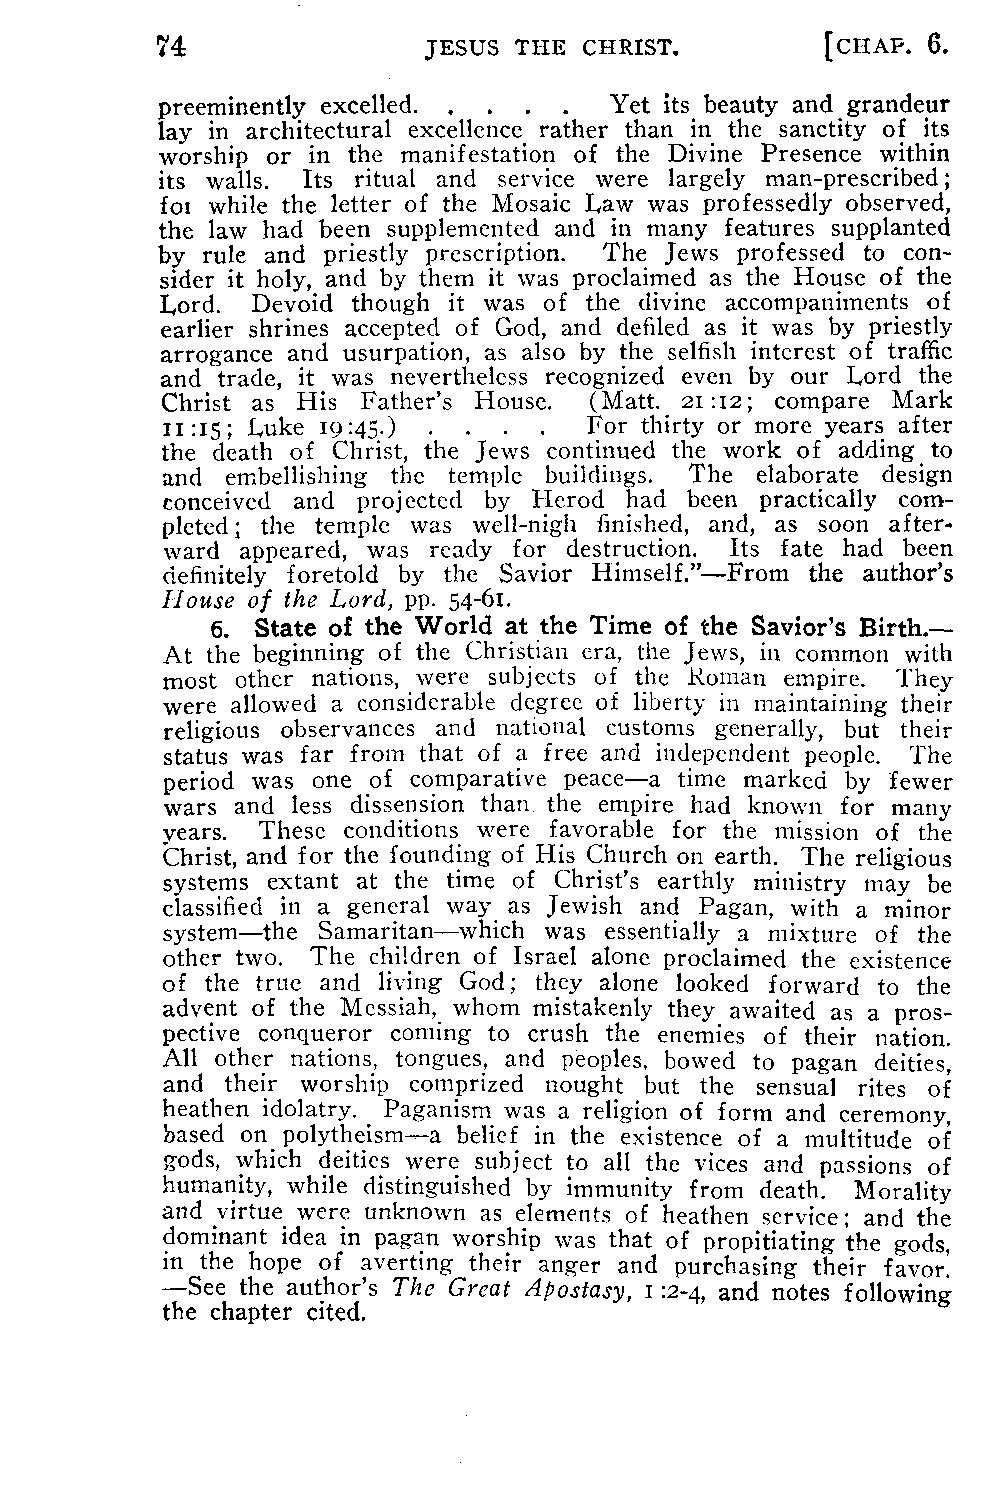 74 JESUS THE CHRIST. [CHAP. 6.
preeminently excelled. . . . . . Yet its beauty and grandeur
lay in architectural excellence rather than in the sanctity of its
worship or in the manifestation of the Divine Presence within
its walls. Its ritual and service were largely man-prescribed;
for while the letter of the Mosaic Law was professedly observed,
the law had been supplemented and in many features supplanted
by rule and priestly prescription. The Jews professed to con-
sider it holy, and by them it was proclaimed as the House of the
Lord. Devoid though it was of the divine accompaniments of
earlier shrines accepted of God, and defiled as it was by priestly
arrogance and usurpation, as also by the selfish interest of traffic
and trade, it was nevertheless recognized even by our Lord the
Christ as His Father's House. (Matt. 21:12; compare Mark
11:15; Luke 19:45.) . . . . For thirty or more years after
the death of Christ, the Jews continued the work of adding to
and embellishing the temple buildings. The elaborate design
conceived and projected by Herod had been practically com-
pleted; the temple was well-nigh finished, and, as soon after-
ward appeared, was ready for destruction. Its fate had been
definitely foretold by the Savior Himself."—From the author's
House of the Lord, pp. 54-61.
6. State of the World at the Time of the Savior's Birth.—
At the beginning of the Christian era, the Jews, in common with
most other nations, were subjects of the Roman empire. They
were allowed a considerable degree of liberty in maintaining their
religious observances and national customs generally, but their
status was far from that of a free and independent people. The
period was one of comparative peace—a time marked by fewer
wars and less dissension than the empire had known for many
years. These conditions were favorable for the mission of the
Christ, and for the founding of His Church on earth. The religious
systems extant at the time of Christ's earthly ministry may be
classified in a general way as Jewish and Pagan, with a minor
system—the Samaritan—which was essentially a mixture of the
other two. The children of Israel alone proclaimed the existence
of the true and living God; they alone looked forward to the
advent of the Messiah, whom mistakenly they awaited as a pros-
pective conqueror coming to crush the enemies of their nation.
All other nations, tongues, and peoples, bowed to pagan deities,
and their worship comprized nought but the sensual rites of
heathen idolatry. Paganism was a religion of form and ceremony,
based on polytheism—a belief in the existence of a multitude of
gods, which deities were subject to all the vices and passions of
humanity, while distinguished by immunity from death. Morality
and virtue were unknown as elements of heathen service; and the
dominant idea in pagan worship was that of propitiating the gods,
in the hope of averting their anger and purchasing their favor.
—See the author's The Great Apostasy, 1:2-4, and notes following
the chapter cited.